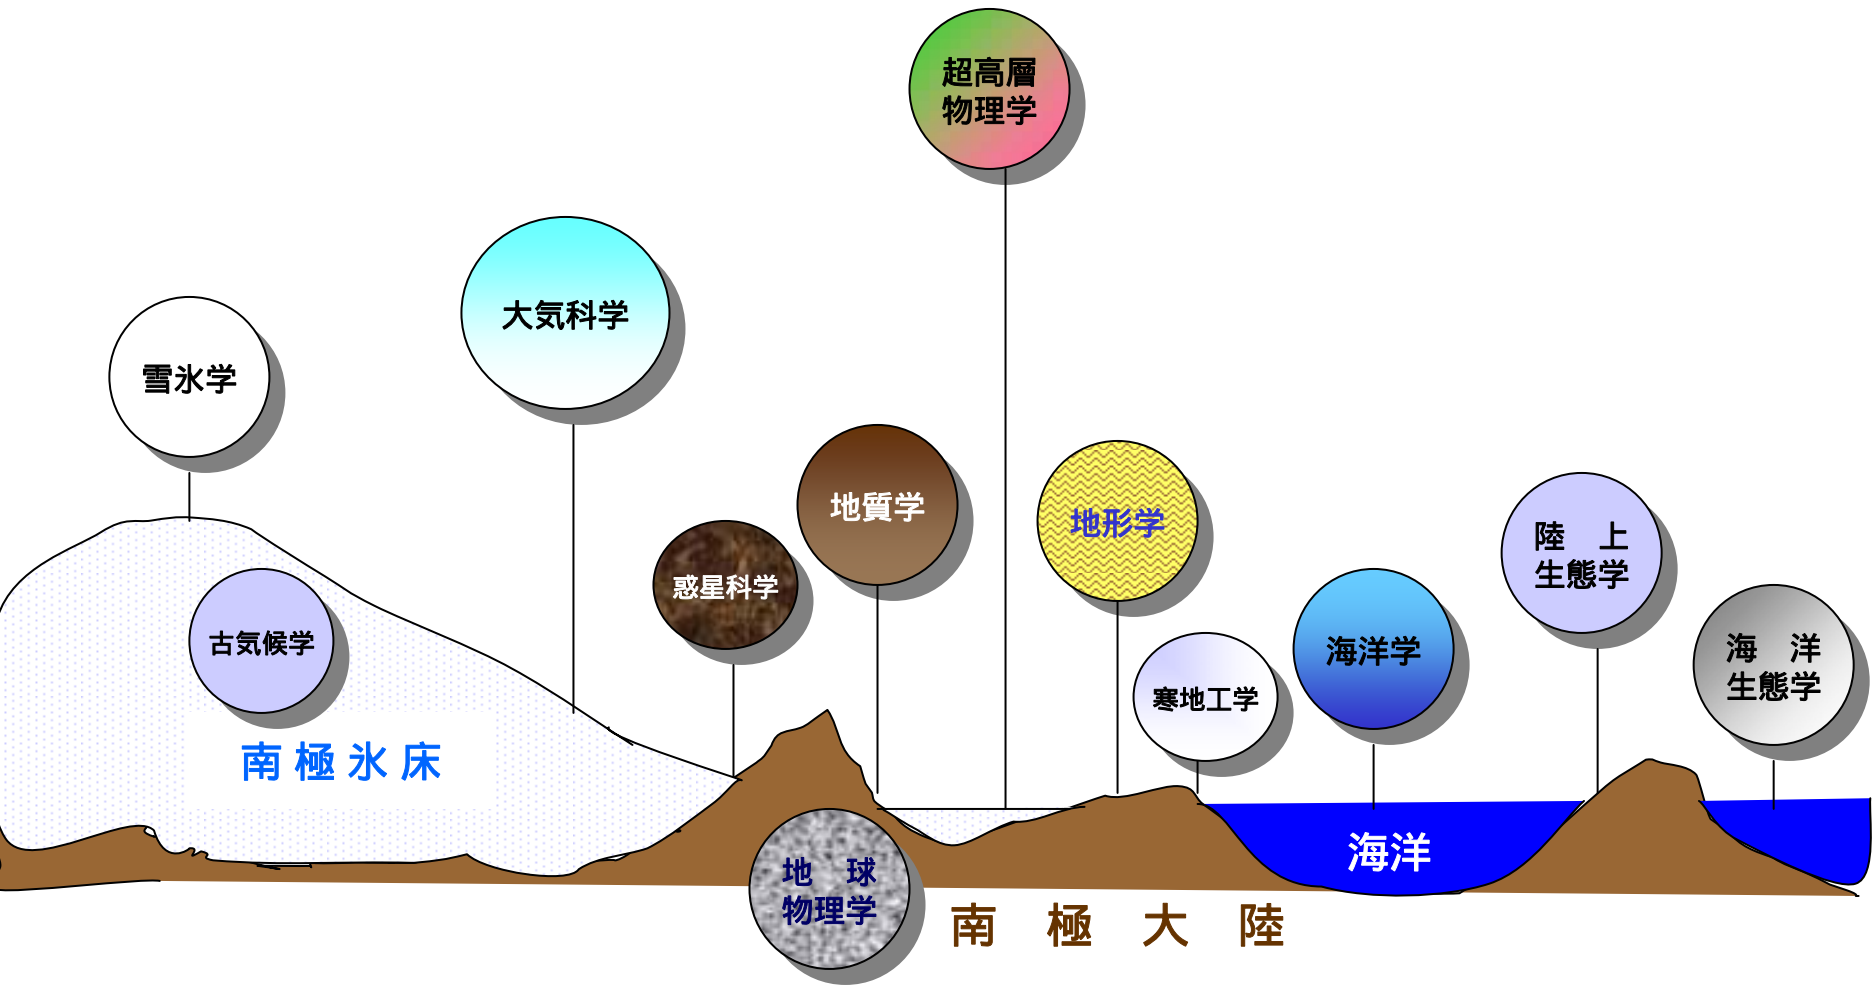 超高層
物理学
大気科学
雪氷学
地質学
地形学
惑星科学
陸　上
生態学
古気候学
海洋学
海　洋
生態学
寒地工学
南極氷床
海洋
地　球
物理学
南　極　大　陸